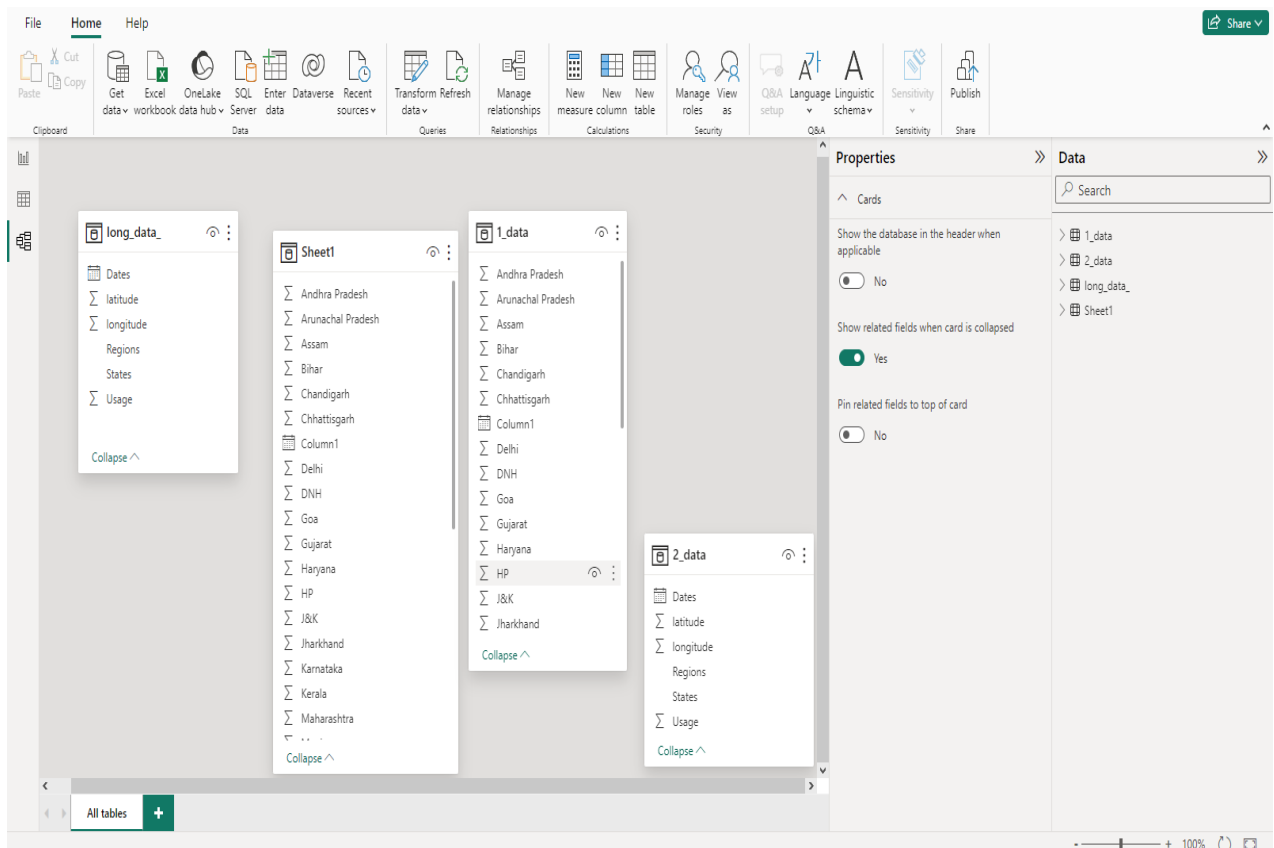 File Home Help
Share
Paste
Cut
Copy
Get data
Excel workbook
OneLake data hub
SQL Server
Enter data
Dataverse
Recent sources
Transform data
Refresh
Manage relationships
New measure
New column
New table
Manage roles
View as
Q&A setup
Language
Linguistic schema
Sensitivity
Publish
Clipboard Data Queries Relationships Calculations Security Q&A Sensitivity Share
long_data_
Dates
latitude
longitude
Regions
States
Usage
Collapse
Sheet1
Andhra Pradesh
Arunachal Pradesh
Assam
Bihar
Chandigarh
Chhattisgarh
Column1
Delhi
DNH
Goa
Gujarat
Haryana
HP
J&K
Jharkhand
Karnataka
Kerala
Maharashtra
Collapse
1_data
Andhra Pradesh
Arunachal Pradesh
Assam
Bihar
Chandigarh
Chhattisgarh
Column1
Delhi
DNH
Goa
Gujarat
Haryana
HP
J&K
Jharkhand
Collapse
2_data
Dates
latitude
longitude
Regions
States
Usage
Collapse
Properties
Cards
Show the database in the header when
applicable
No
Show related fields when card is collapsed
Yes
Pin related fields to top of card
No
Data
Search
1_data
2_data
long_data_
Sheet1
All tables +
- + 100%